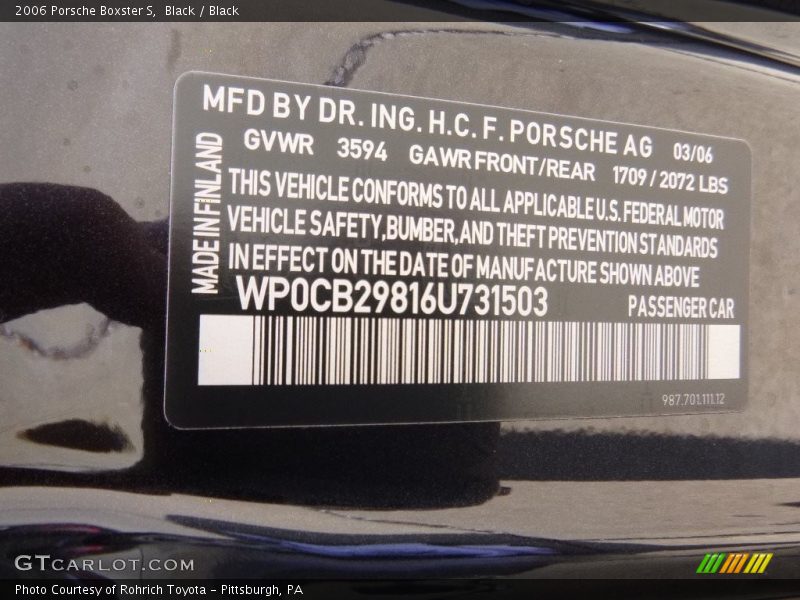 2006 Porsche Boxster S,  Black / Black
MFD BY DR. ING. H.C. F. PORSCHE AG 03/06
GVWR 3594 GAWR FRONT/REAR 1709 / 2072 LBS
MADE IN FINLAND
THIS VEHICLE CONFORMS TO ALL APPLICABLE U.S. FEDERAL MOTOR
VEHICLE SAFETY,BUMBER,AND THEFT PREVENTION STANDARDS
IN EFFECT ON THE DATE OF MANUFACTURE SHOWN ABOVE
WP0CB29816U731503 PASSENGER CAR
987.701.111.12
GTCARLOT.COM
Photo Courtesy of Rohrich Toyota - Pittsburgh, PA